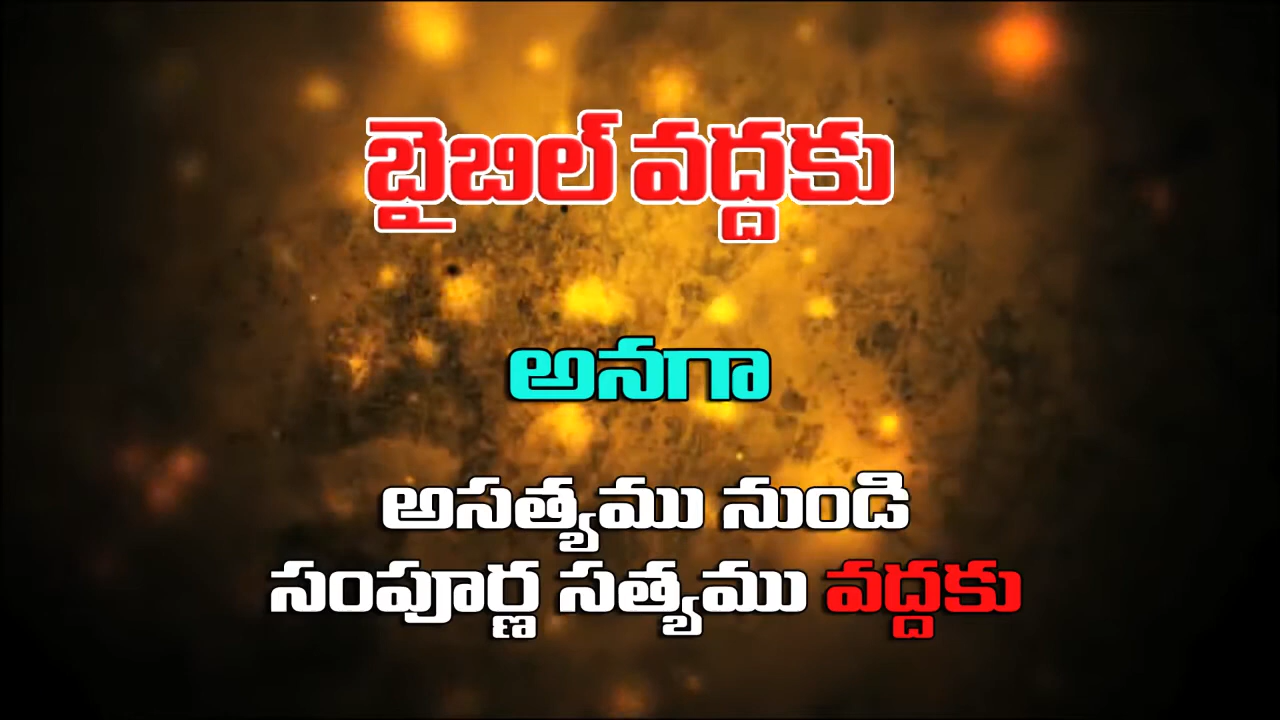 బైబిల్ వద్దకు
అనగా
అసత్యము నుండి
సంపూర్ణ సత్యము వద్దకు